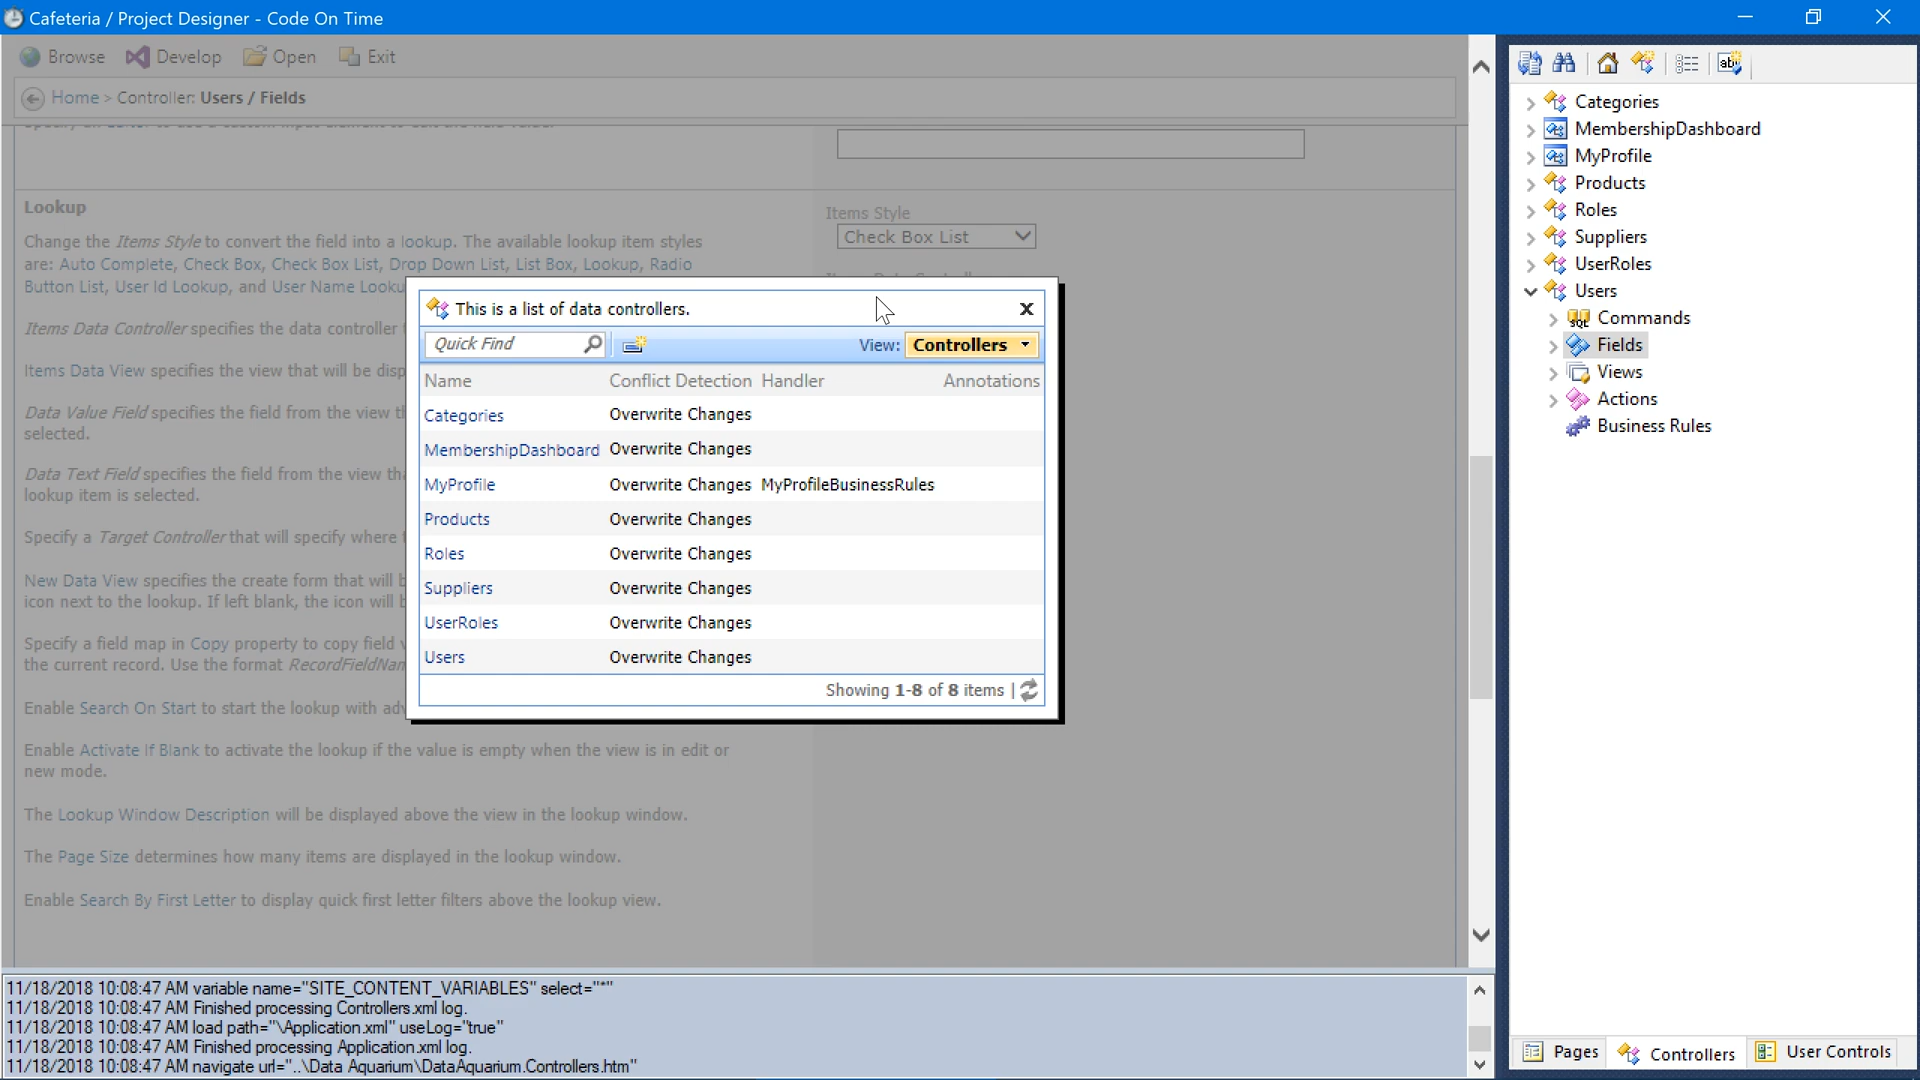 Cafeteria / Project Designer - Code On Time
Browse
Develop
Open
Exit
Home > Controller: Users / Fields
Lookup
Change the Items Style to convert the field into a lookup. The available lookup item styles
are: Auto Complete, Check Box, Check Box List, Drop Down List, List Box, Lookup, Radio
Button List, User Id Lookup, and User Name Looku
Items Data Controller specifies the data controller
Items Data View specifies the view that will be disp
Data Value Field specifies the field from the view
selected.
Data Text Field specifies the field from the view tha
lookup item is selected.
Specify a Target Controller that will specify where
New Data View specifies the create form that will
icon next to the lookup. If left blank, the icon will
Specify a field map in Copy property to copy field
the current record. Use the format RecordFieldNam
Enable Search On Start to start the lookup with adv
Enable Activate If Blank to activate the lookup if the value is empty when the view is in edit or
new mode.
The Lookup Window Description will be displayed above the view in the lookup window.
The Page Size determines how many items are displayed in the lookup window.
Enable Search By First Letter to display quick first letter filters above the lookup view.
Items Style
Check Box List
This is a list of data controllers.
x
Quick Find
View: Controllers
Name Conflict Detection Handler Annotations
Categories Overwrite Changes
MembershipDashboard Overwrite Changes
MyProfile Overwrite Changes MyProfileBusinessRules
Products Overwrite Changes
Roles Overwrite Changes
Suppliers Overwrite Changes
UserRoles Overwrite Changes
Users Overwrite Changes
Showing 1-8 of 8 items |
11/18/2018 10:08:47 AM variable name="SITE_CONTENT_VARIABLES" select="*"
11/18/2018 10:08:47 AM Finished processing Controllers.xml log.
11/18/2018 10:08:47 AM load path="\Application.xml" useLog="true"
11/18/2018 10:08:47 AM Finished processing Application.xml log.
11/18/2018 10:08:47 AM navigate url="..\Data Aquarium\DataAquarium.Controllers.htm"
Categories
MembershipDashboard
MyProfile
Products
Roles
Suppliers
UserRoles
Users
Commands
Fields
Views
Actions
Business Rules
Pages
Controllers
User Controls